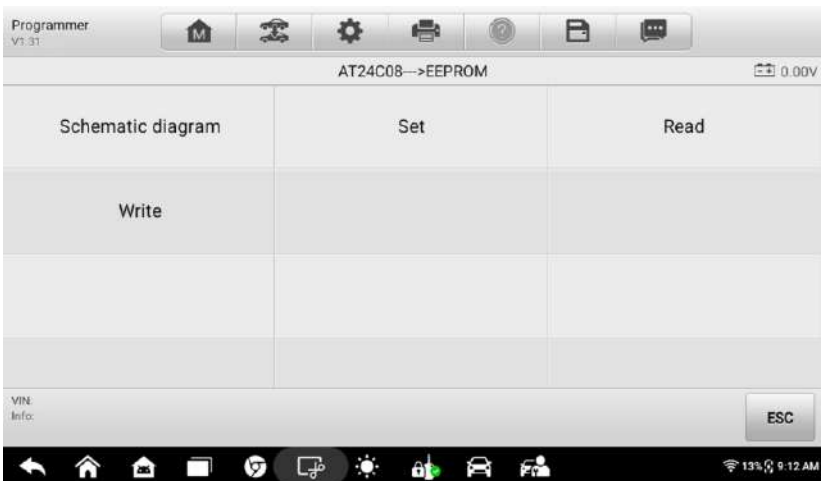 Programmer
V1.31
M
AT24C08--->EEPROM
0.00V
Schematic diagram
Set
Read
Write
VIN:
Info:
ESC
13%
9:12 AM